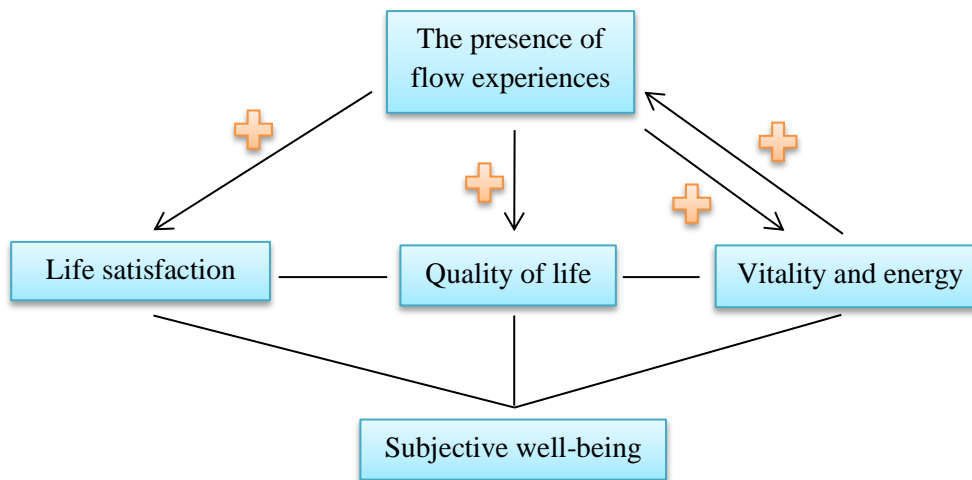 The presence of
flow experiences
Life satisfaction
Quality of life
Vitality and energy
Subjective well-being